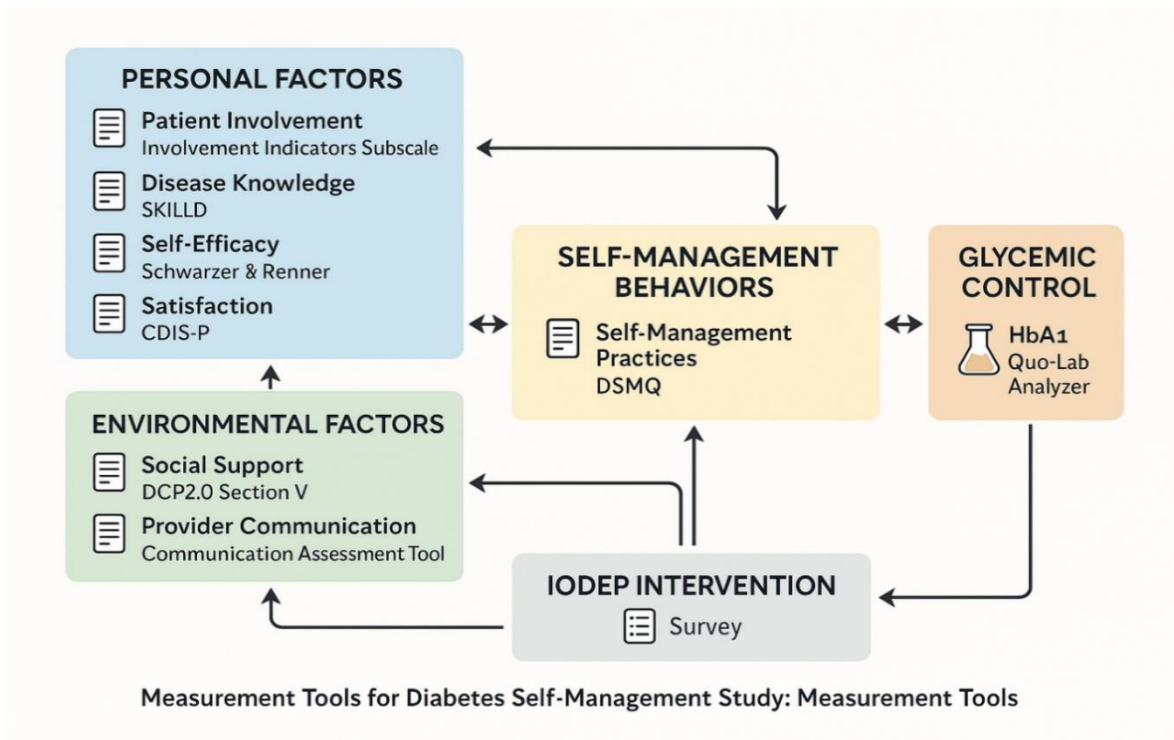 PERSONAL FACTORS
Patient Involvement
Involvement Indicators Subscale
Disease Knowledge
SKILLD
Self-Efficacy
Schwarzer & Renner
Satisfaction
CDIS-P
SELF-MANAGEMENT
BEHAVIORS
Self-Management
Practices
DSMQ
GLYCEMIC
CONTROL
HbA1
Quo-Lab
Analyzer
ENVIRONMENTAL FACTORS
Social Support
DCP2.0 Section V
Provider Communication
Communication Assessment Tool
IODEP INTERVENTION
Survey
Measurement Tools for Diabetes Self-Management Study: Measurement Tools